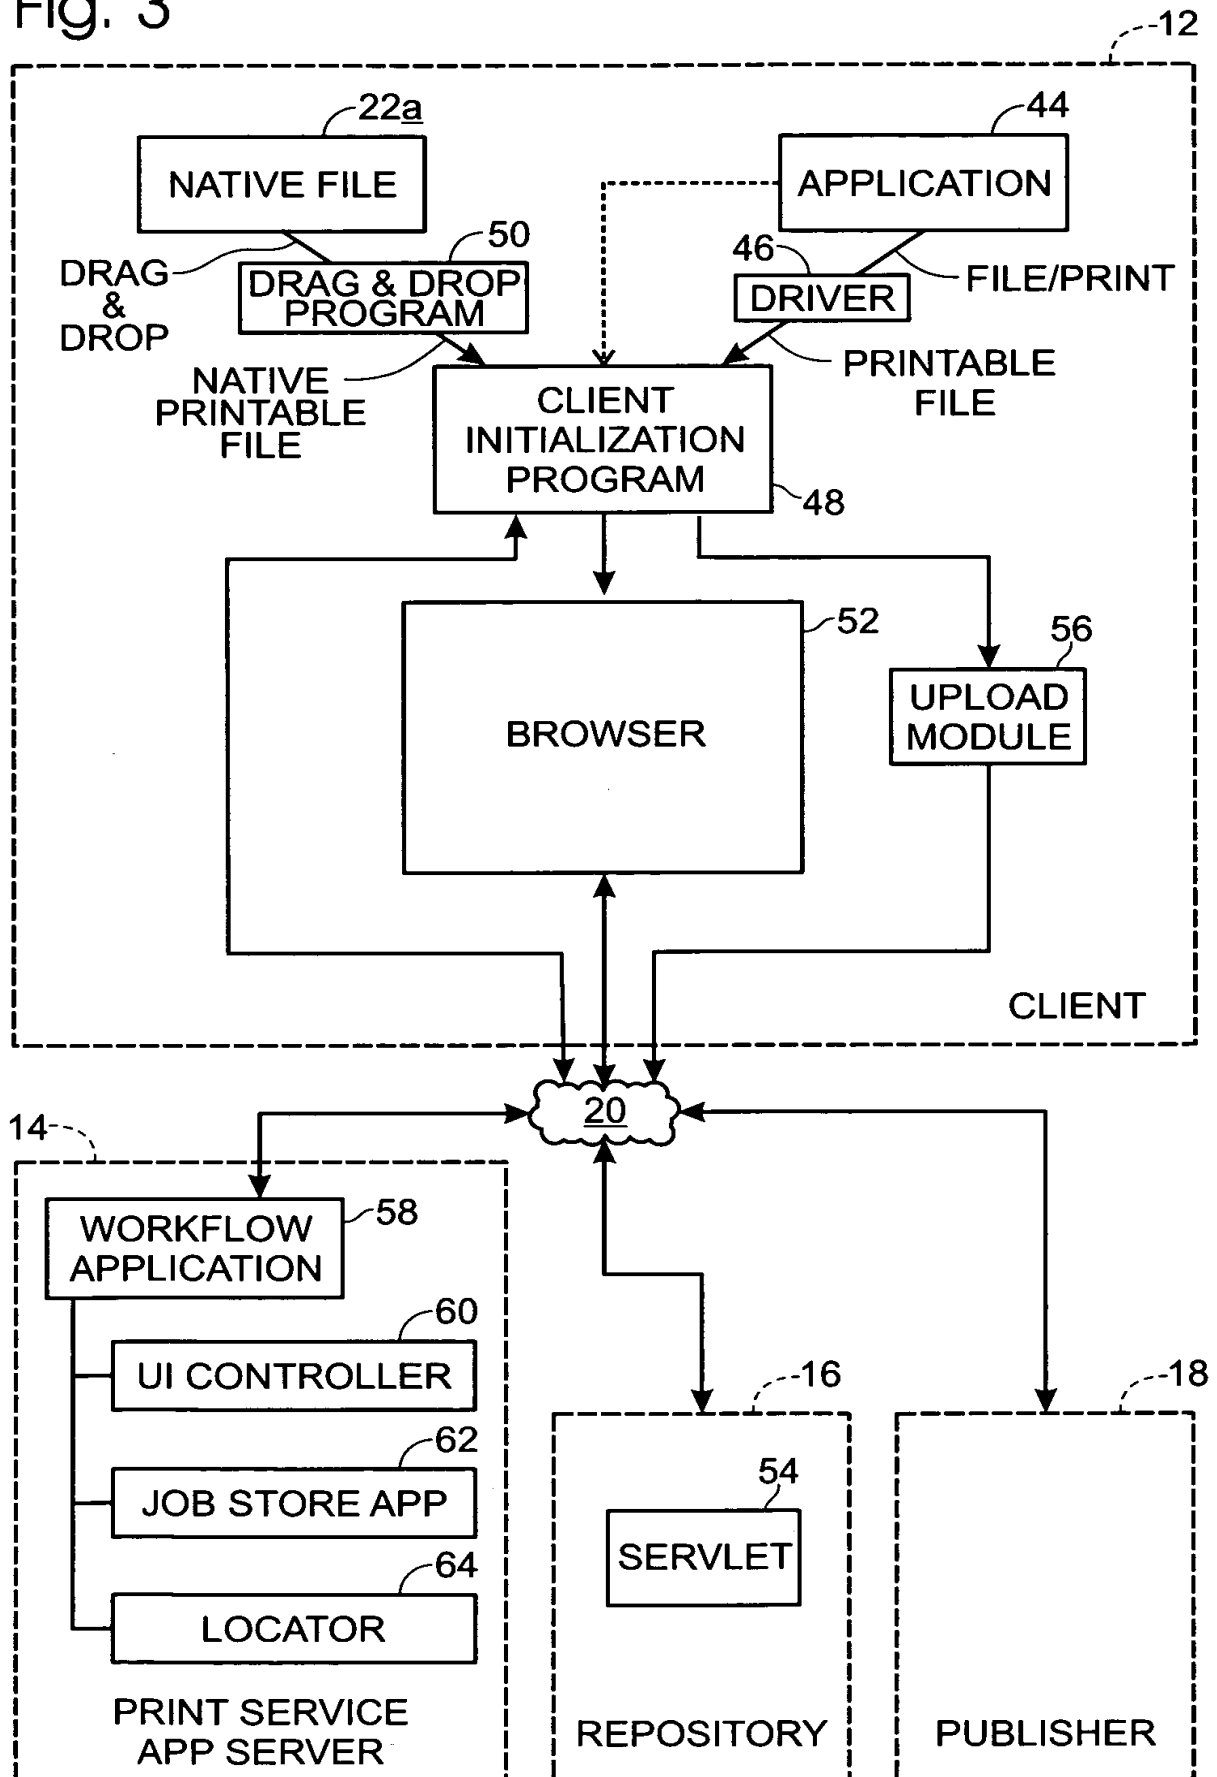 Fig. 3
12
22a
44
NATIVE FILE
APPLICATION
50
46
DRAG
&
DROP
DRAG & DROP
PROGRAM
DRIVER
FILE/PRINT
NATIVE
PRINTABLE
FILE
PRINTABLE
FILE
CLIENT
INITIALIZATION
PROGRAM
48
52
56
BROWSER
UPLOAD
MODULE
CLIENT
20
14
WORKFLOW
APPLICATION
58
60
UI CONTROLLER
62
JOB STORE APP
64
LOCATOR
PRINT SERVICE
APP SERVER
16
54
SERVLET
REPOSITORY
18
PUBLISHER